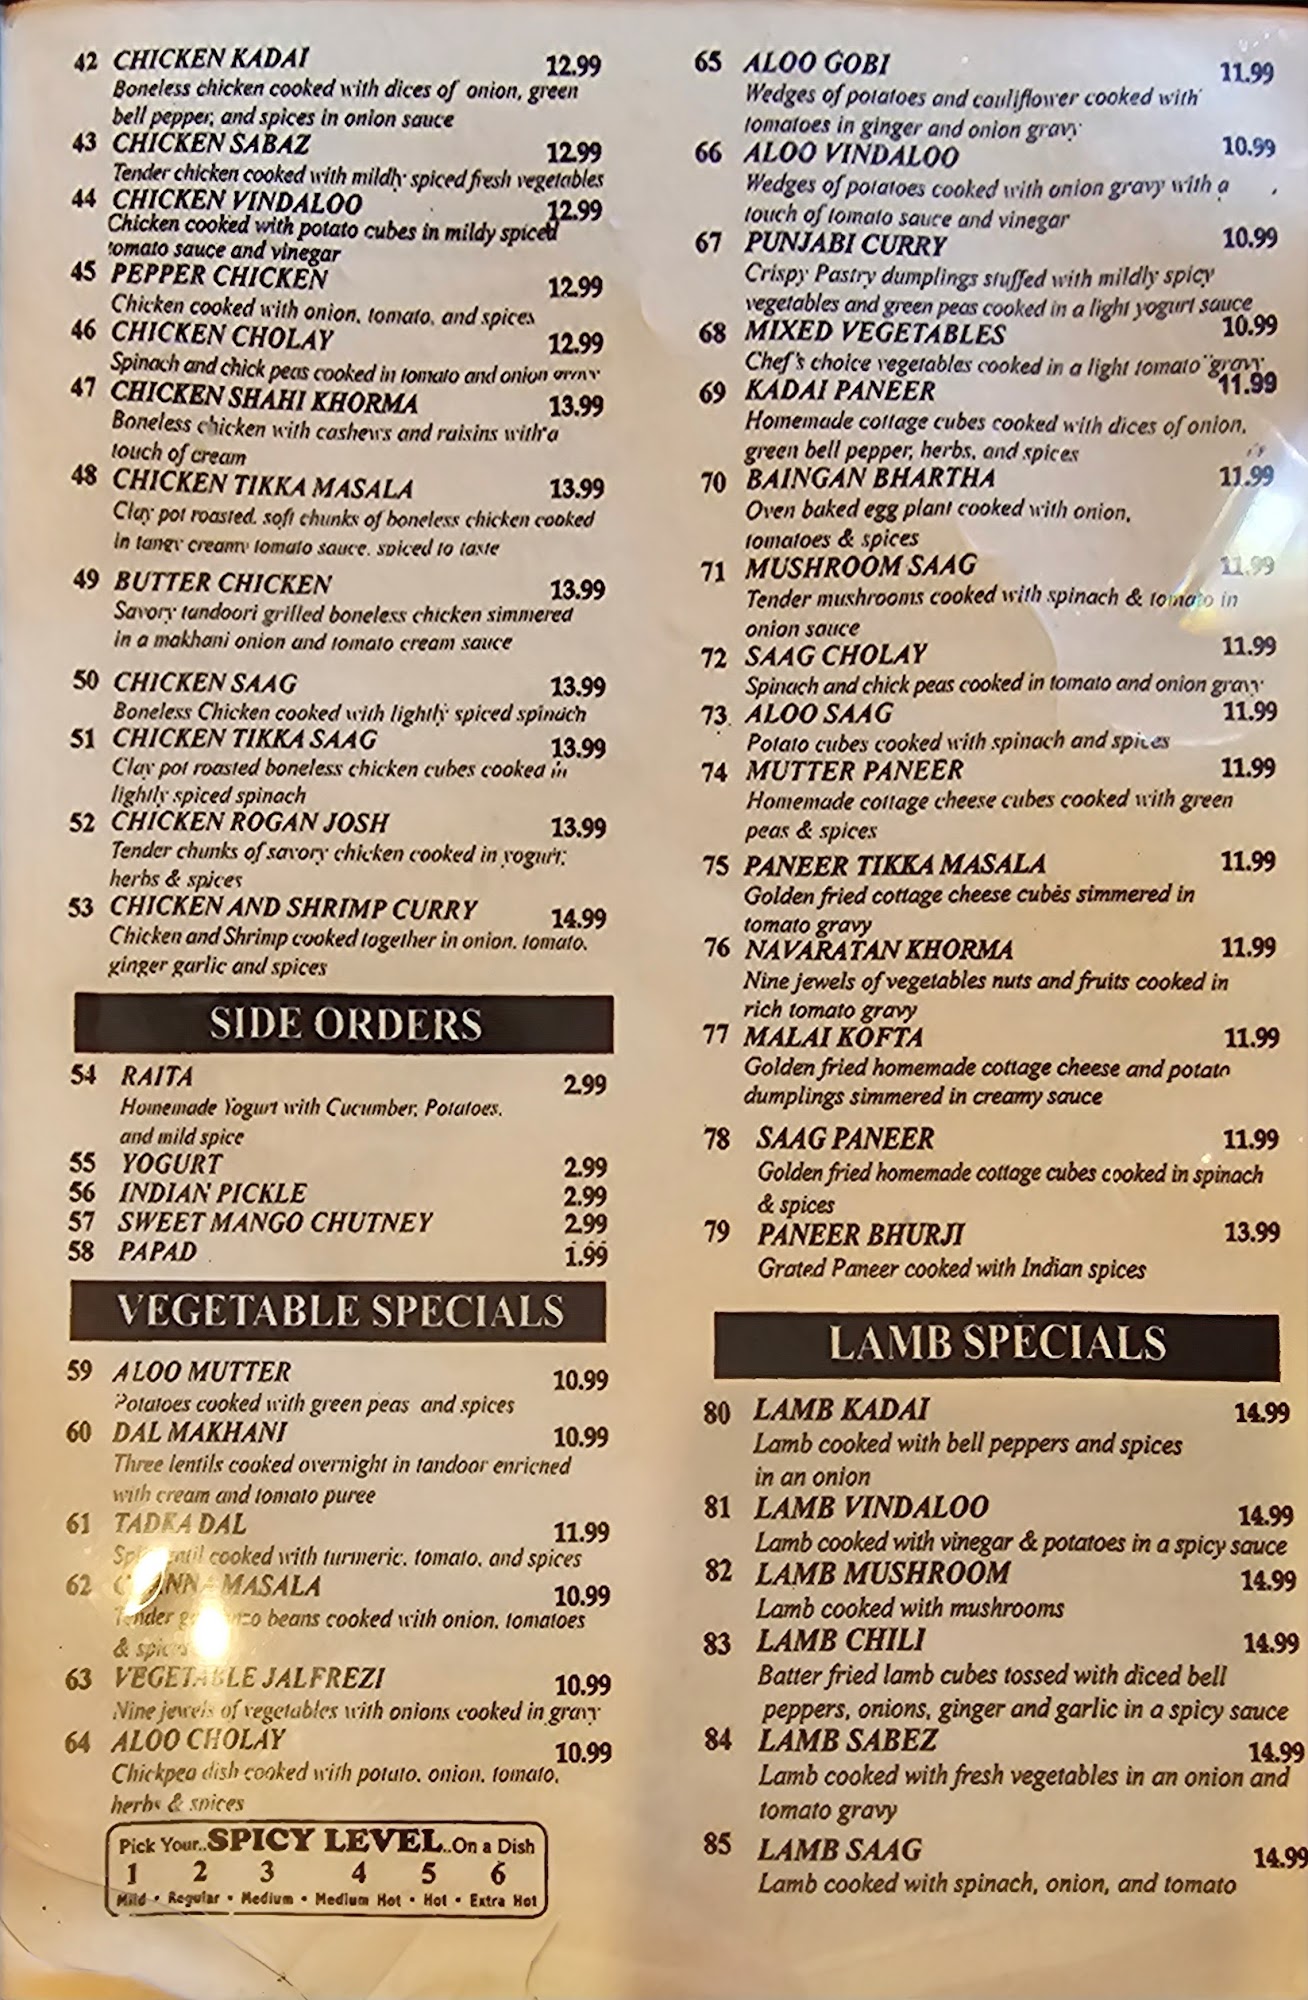 42 CHICKEN KADAI 12.99
Boneless chicken cooked with dices of onion, green
bell pepper, and spices in onion sauce
43 CHICKEN SABAZ 12.99
Tender chicken cooked with mildly spiced fresh vegetables
44 CHICKEN VINDALOO 12.99
Chicken cooked with potato cubes in mildy spiced
tomato sauce and vinegar
45 PEPPER CHICKEN 12.99
Chicken cooked with onion, tomato, and spices
46 CHICKEN CHOLAY 12.99
Spinach and chick peas cooked in tomato and onion gravy
47 CHICKEN SHAHI KHORMA 13.99
Boneless chicken with cashews and raisins with a
touch of cream
48 CHICKEN TIKKA MASALA 13.99
Clay pot roasted, soft chunks of boneless chicken cooked
in tangy creamy tomato sauce, spiced to taste
49 BUTTER CHICKEN 13.99
Savory tandoori grilled boneless chicken simmered
in a makhani onion and tomato cream sauce
50 CHICKEN SAAG 13.99
Boneless Chicken cooked with lightly spiced spinach
51 CHICKEN TIKKA SAAG 13.99
Clay pot roasted boneless chicken cubes cooked in
lightly spiced spinach
52 CHICKEN ROGAN JOSH 13.99
Tender chunks of savory chicken cooked in yogurt,
herbs & spices
53 CHICKEN AND SHRIMP CURRY 14.99
Chicken and Shrimp cooked together in onion, tomato,
ginger garlic and spices
SIDE ORDERS
54 RAITA 2.99
Homemade Yogurt with Cucumber, Potatoes,
and mild spice
55 YOGURT 2.99
56 INDIAN PICKLE 2.99
57 SWEET MANGO CHUTNEY 2.99
58 PAPAD 1.99
VEGETABLE SPECIALS
59 ALOO MUTTER 10.99
Potatoes cooked with green peas and spices
60 DAL MAKHANI 10.99
Three lentils cooked overnight in tandoor enriched
with cream and tomato puree
61 TADKA DAL 11.99
cooked with turmeric, tomato, and spices
62 MASALA 10.99
Tender beans cooked with onion, tomatoes
& spices
63 VEGETABLE JALFREZI 10.99
Nine jewels of vegetables with onions cooked in gravy
64 ALOO CHOLAY 10.99
Chickpea dish cooked with potato, onion, tomato,
herbs & spices
Pick Your..SPICY LEVEL..On a Dish
1 2 3 4 5 6
Mild • Regular • Medium • Medium Hot • Hot • Extra Hot
65 ALOO GOBI 11.99
Wedges of potatoes and cauliflower cooked with
tomatoes in ginger and onion gravy
66 ALOO VINDALOO 10.99
Wedges of potatoes cooked with onion gravy with a
touch of tomato sauce and vinegar
67 PUNJABI CURRY 10.99
Crispy Pastry dumplings stuffed with mildly spicy
vegetables and green peas cooked in a light yogurt sauce
68 MIXED VEGETABLES 10.99
Chef's choice vegetables cooked in a light tomato gravy
69 KADAI PANEER 11.99
Homemade cottage cubes cooked with dices of onion,
green bell pepper, herbs, and spices
70 BAINGAN BHARTHA 11.99
Oven baked egg plant cooked with onion,
tomatoes & spices
71 MUSHROOM SAAG 11.99
Tender mushrooms cooked with spinach & tomato in
onion sauce
72 SAAG CHOLAY 11.99
Spinach and chick peas cooked in tomato and onion gravy
73 ALOO SAAG 11.99
Potato cubes cooked with spinach and spices
74 MUTTER PANEER 11.99
Homemade cottage cheese cubes cooked with green
peas & spices
75 PANEER TIKKA MASALA 11.99
Golden fried cottage cheese cubes simmered in
tomato gravy
76 NAVARATAN KHORMA 11.99
Nine jewels of vegetables nuts and fruits cooked in
rich tomato gravy
77 MALAI KOFTA 11.99
Golden fried homemade cottage cheese and potato
dumplings simmered in creamy sauce
78 SAAG PANEER 11.99
Golden fried homemade cottage cubes cooked in spinach
& spices
79 PANEER BHURJI 13.99
Grated Paneer cooked with Indian spices
LAMB SPECIALS
80 LAMB KADAI 14.99
Lamb cooked with bell peppers and spices
in an onion
81 LAMB VINDALOO 14.99
Lamb cooked with vinegar & potatoes in a spicy sauce
82 LAMB MUSHROOM 14.99
Lamb cooked with mushrooms
83 LAMB CHILI 14.99
Batter fried lamb cubes tossed with diced bell
peppers, onions, ginger and garlic in a spicy sauce
84 LAMB SABEZ 14.99
Lamb cooked with fresh vegetables in an onion and
tomato gravy
85 LAMB SAAG 14.99
Lamb cooked with spinach, onion, and tomato